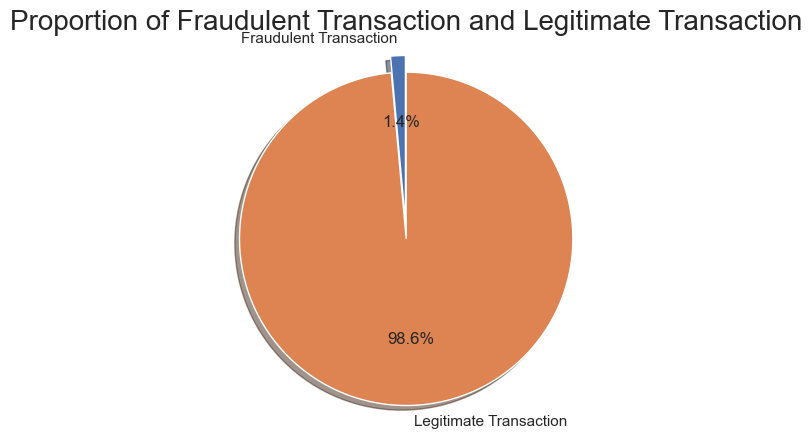 Proportion of Fraudulent Transaction and Legitimate Transaction
Fraudulent Transaction
1.4%
98.6%
Legitimate Transaction